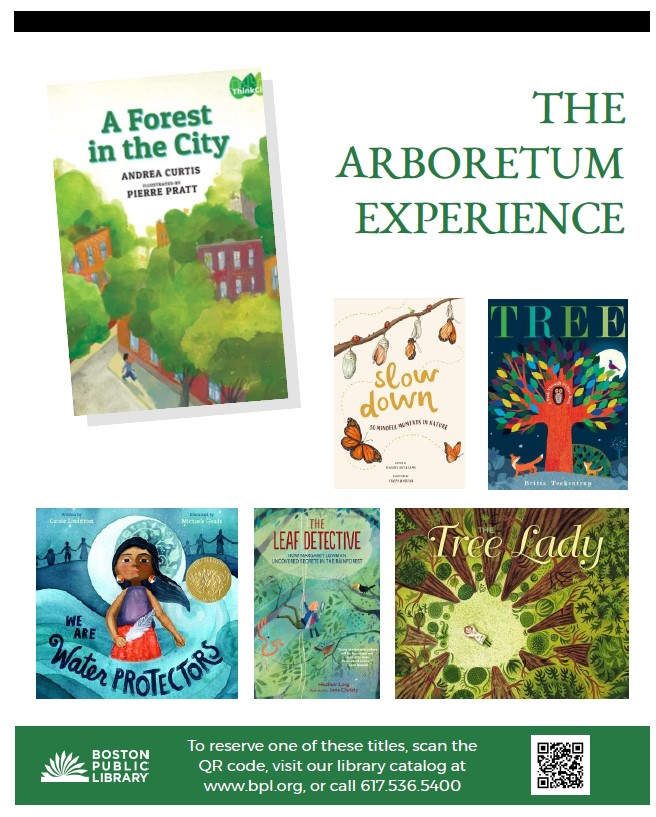 ThinkCi
A Forest
in the City
ANDREA CURTIS
ILLUSTRATED BY
PIERRE PRATT
THE
ARBORETUM
EXPERIENCE
slow
down
50 MINDFUL MOMENTS IN NATURE
TREE
Britta Teckentrup
Written by
Carole Lindstrom
Illustrated by
Michaela Goade
WE
ARE
Water PROTECTORS
THE
LEAF DETECTIVE
HOW MARGARET LOWMAN
UNCOVERED SECRETS IN THE RAINFOREST
Heather Lang
Jana Christy
THE
Tree Lady
BOSTON
PUBLIC
LIBRARY
To reserve one of these titles, scan the
QR code, visit our library catalog at
www.bpl.org, or call 617.536.5400